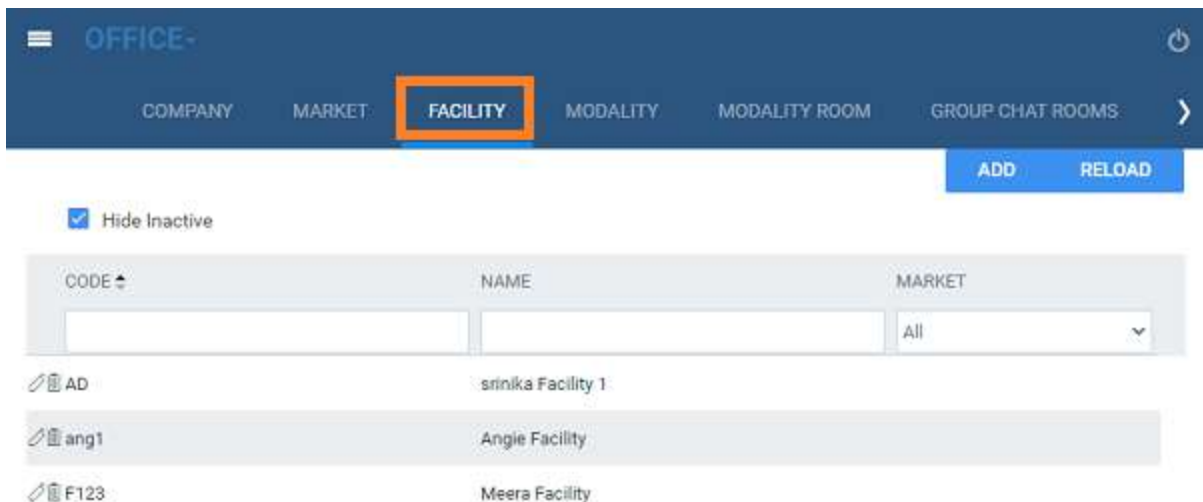 OFFICE-
COMPANY MARKET FACILITY MODALITY MODALITY ROOM GROUP CHAT ROOMS
ADD RELOAD
Hide Inactive
CODE NAME MARKET
All
AD srinika Facility 1
ang1 Angie Facility
F123 Meera Facility